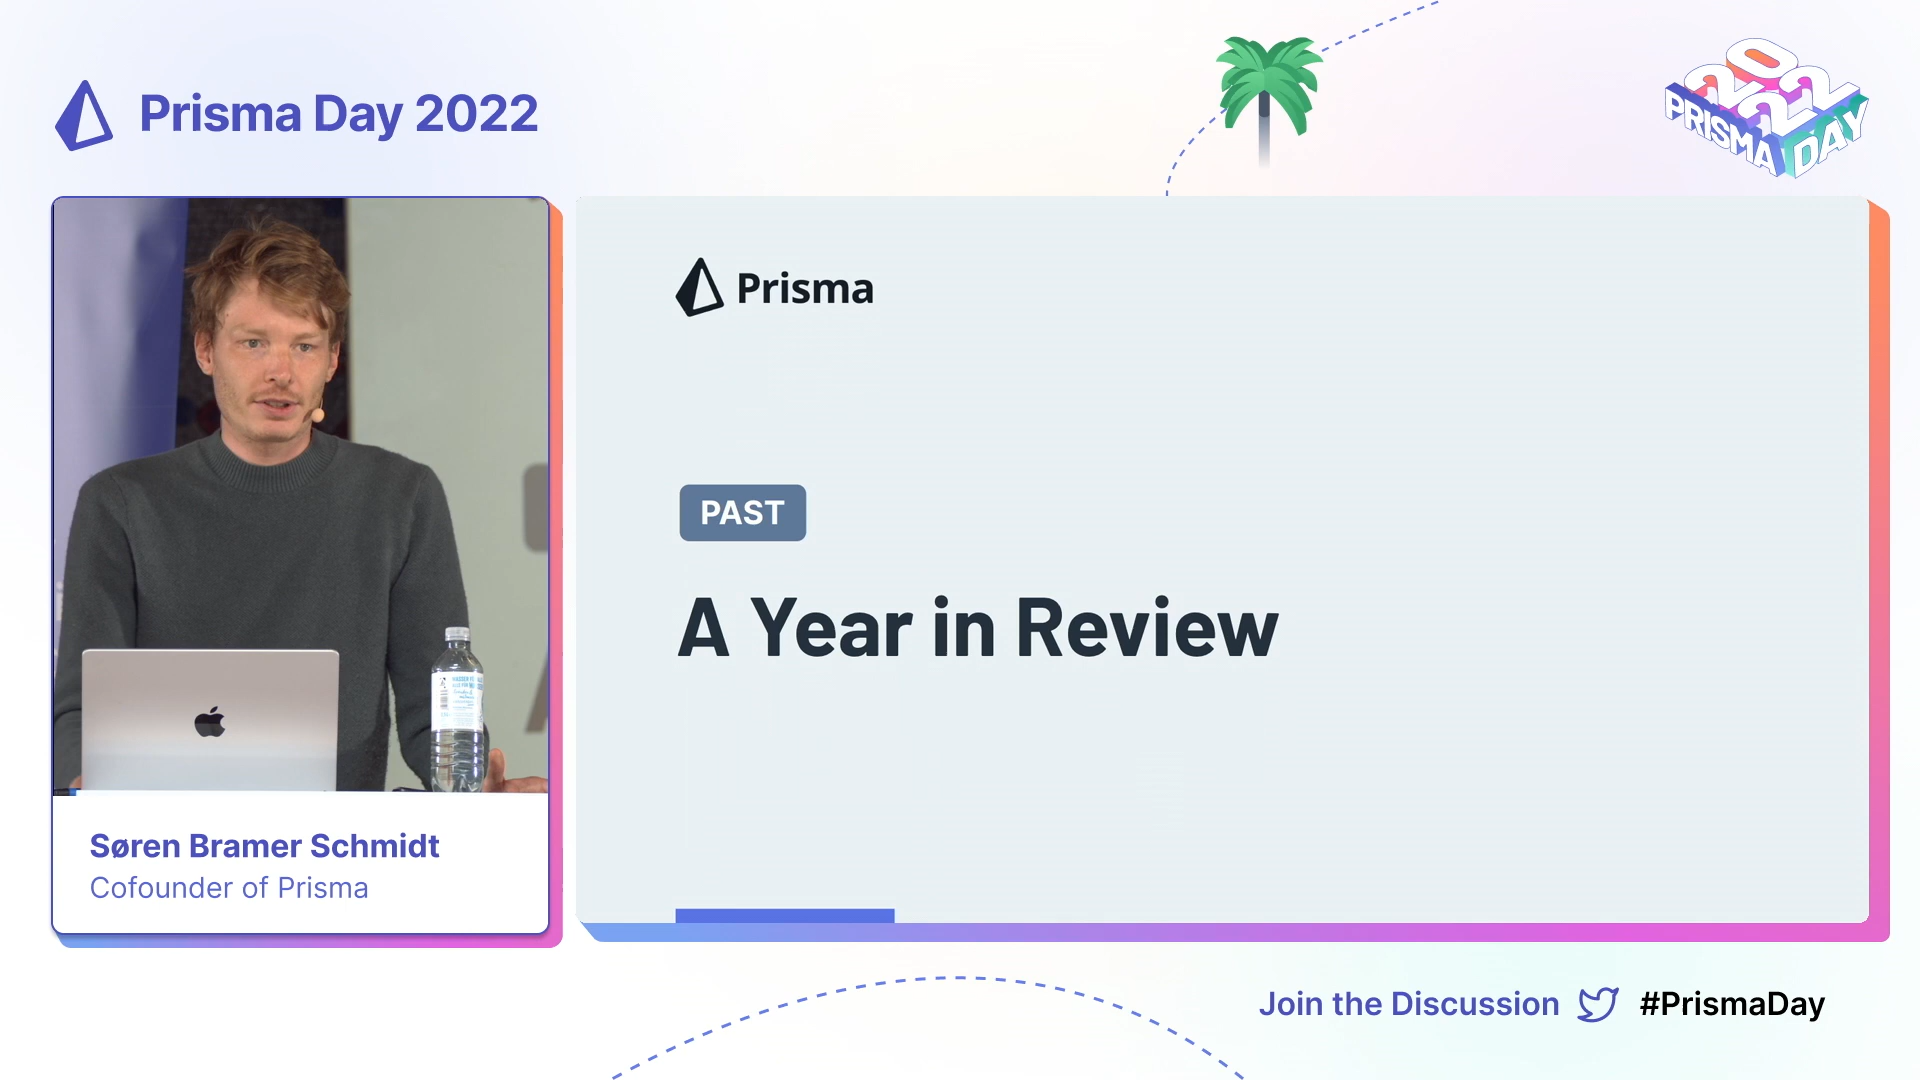 Prisma Day 2022
2022
PRISMA DAY
Prisma
PAST
A Year in Review
Søren Bramer Schmidt
Cofounder of Prisma
Join the Discussion #PrismaDay